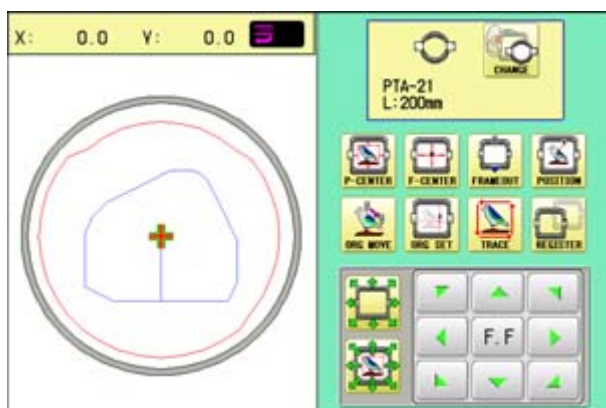 X: 0.0 Y: 0.0
CHANGE
PTA-21
L:200mm
P-CENTER F-CENTER FRAMEOUT POSITION
ORG MOVE ORG SET TRACE REGISTER
F.F